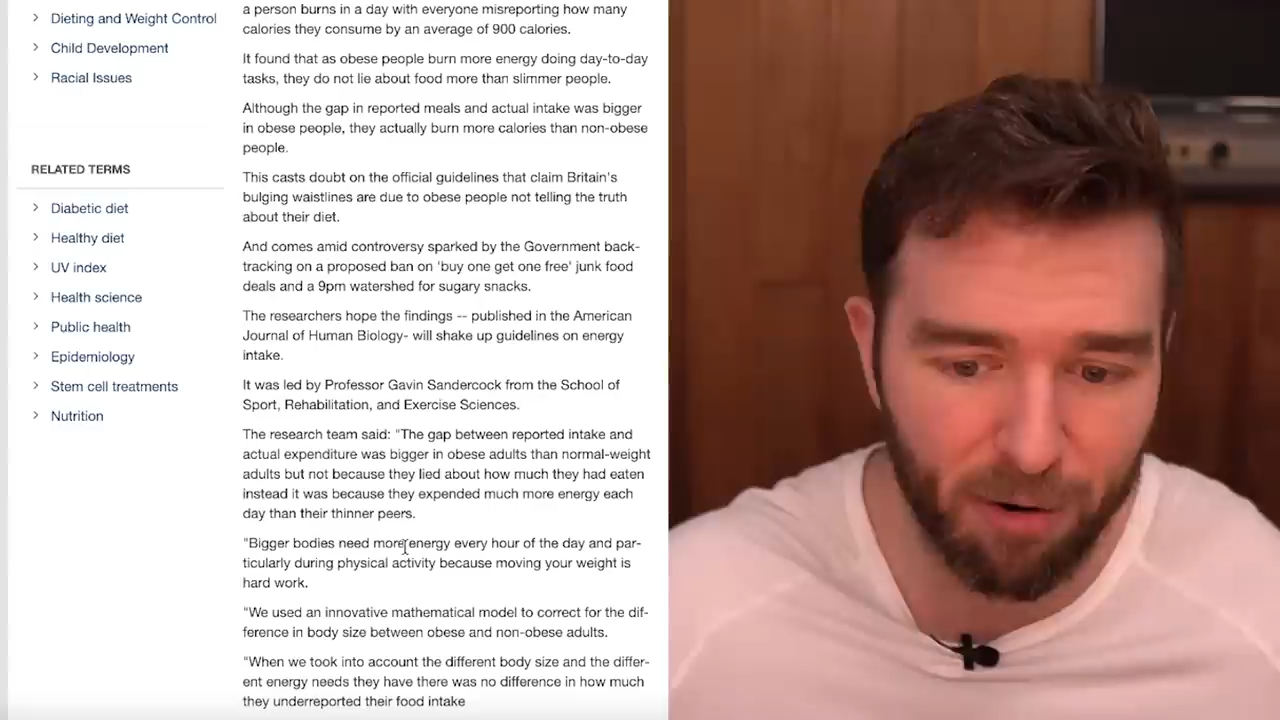 Dieting and Weight Control
Child Development
Racial Issues
RELATED TERMS
Diabetic diet
Healthy diet
UV index
Health science
Public health
Epidemiology
Stem cell treatments
Nutrition
a person burns in a day with everyone misreporting how many
calories they consume by an average of 900 calories.
It found that as obese people burn more energy doing day-to-day
tasks, they do not lie about food more than slimmer people.
Although the gap in reported meals and actual intake was bigger
in obese people, they actually burn more calories than non-obese
people.
This casts doubt on the official guidelines that claim Britain's
bulging waistlines are due to obese people not telling the truth
about their diet.
And comes amid controversy sparked by the Government back-
tracking on a proposed ban on 'buy one get one free' junk food
deals and a 9pm watershed for sugary snacks.
The researchers hope the findings -- published in the American
Journal of Human Biology- will shake up guidelines on energy
intake.
It was led by Professor Gavin Sandercock from the School of
Sport, Rehabilitation, and Exercise Sciences.
The research team said: "The gap between reported intake and
actual expenditure was bigger in obese adults than normal-weight
adults but not because they lied about how much they had eaten
instead it was because they expended much more energy each
day than their thinner peers.
"Bigger bodies need more energy every hour of the day and par-
ticularly during physical activity because moving your weight is
hard work.
"We used an innovative mathematical model to correct for the dif-
ference in body size between obese and non-obese adults.
"When we took into account the different body size and the differ-
ent energy needs they have there was no difference in how much
they underreported their food intake